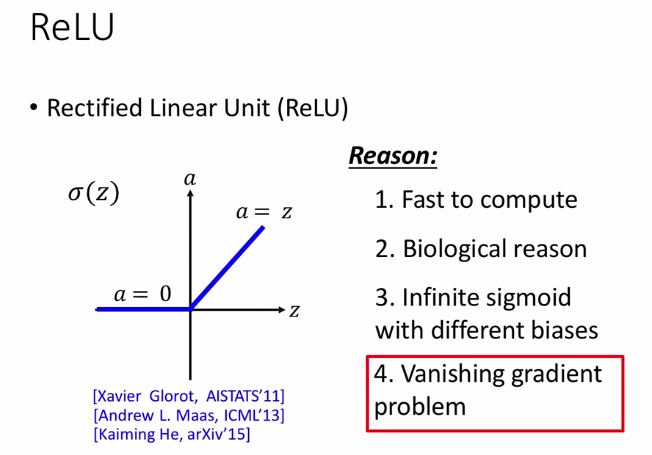 ReLU
• Rectified Linear Unit (ReLU)
Reason:
σ(z)
a
a = z
a = 0
z
1. Fast to compute
2. Biological reason
3. Infinite sigmoid
with different biases
4. Vanishing gradient
problem
[Xavier Glorot, AISTATS'11]
[Andrew L. Maas, ICML'13]
[Kaiming He, arXiv'15]